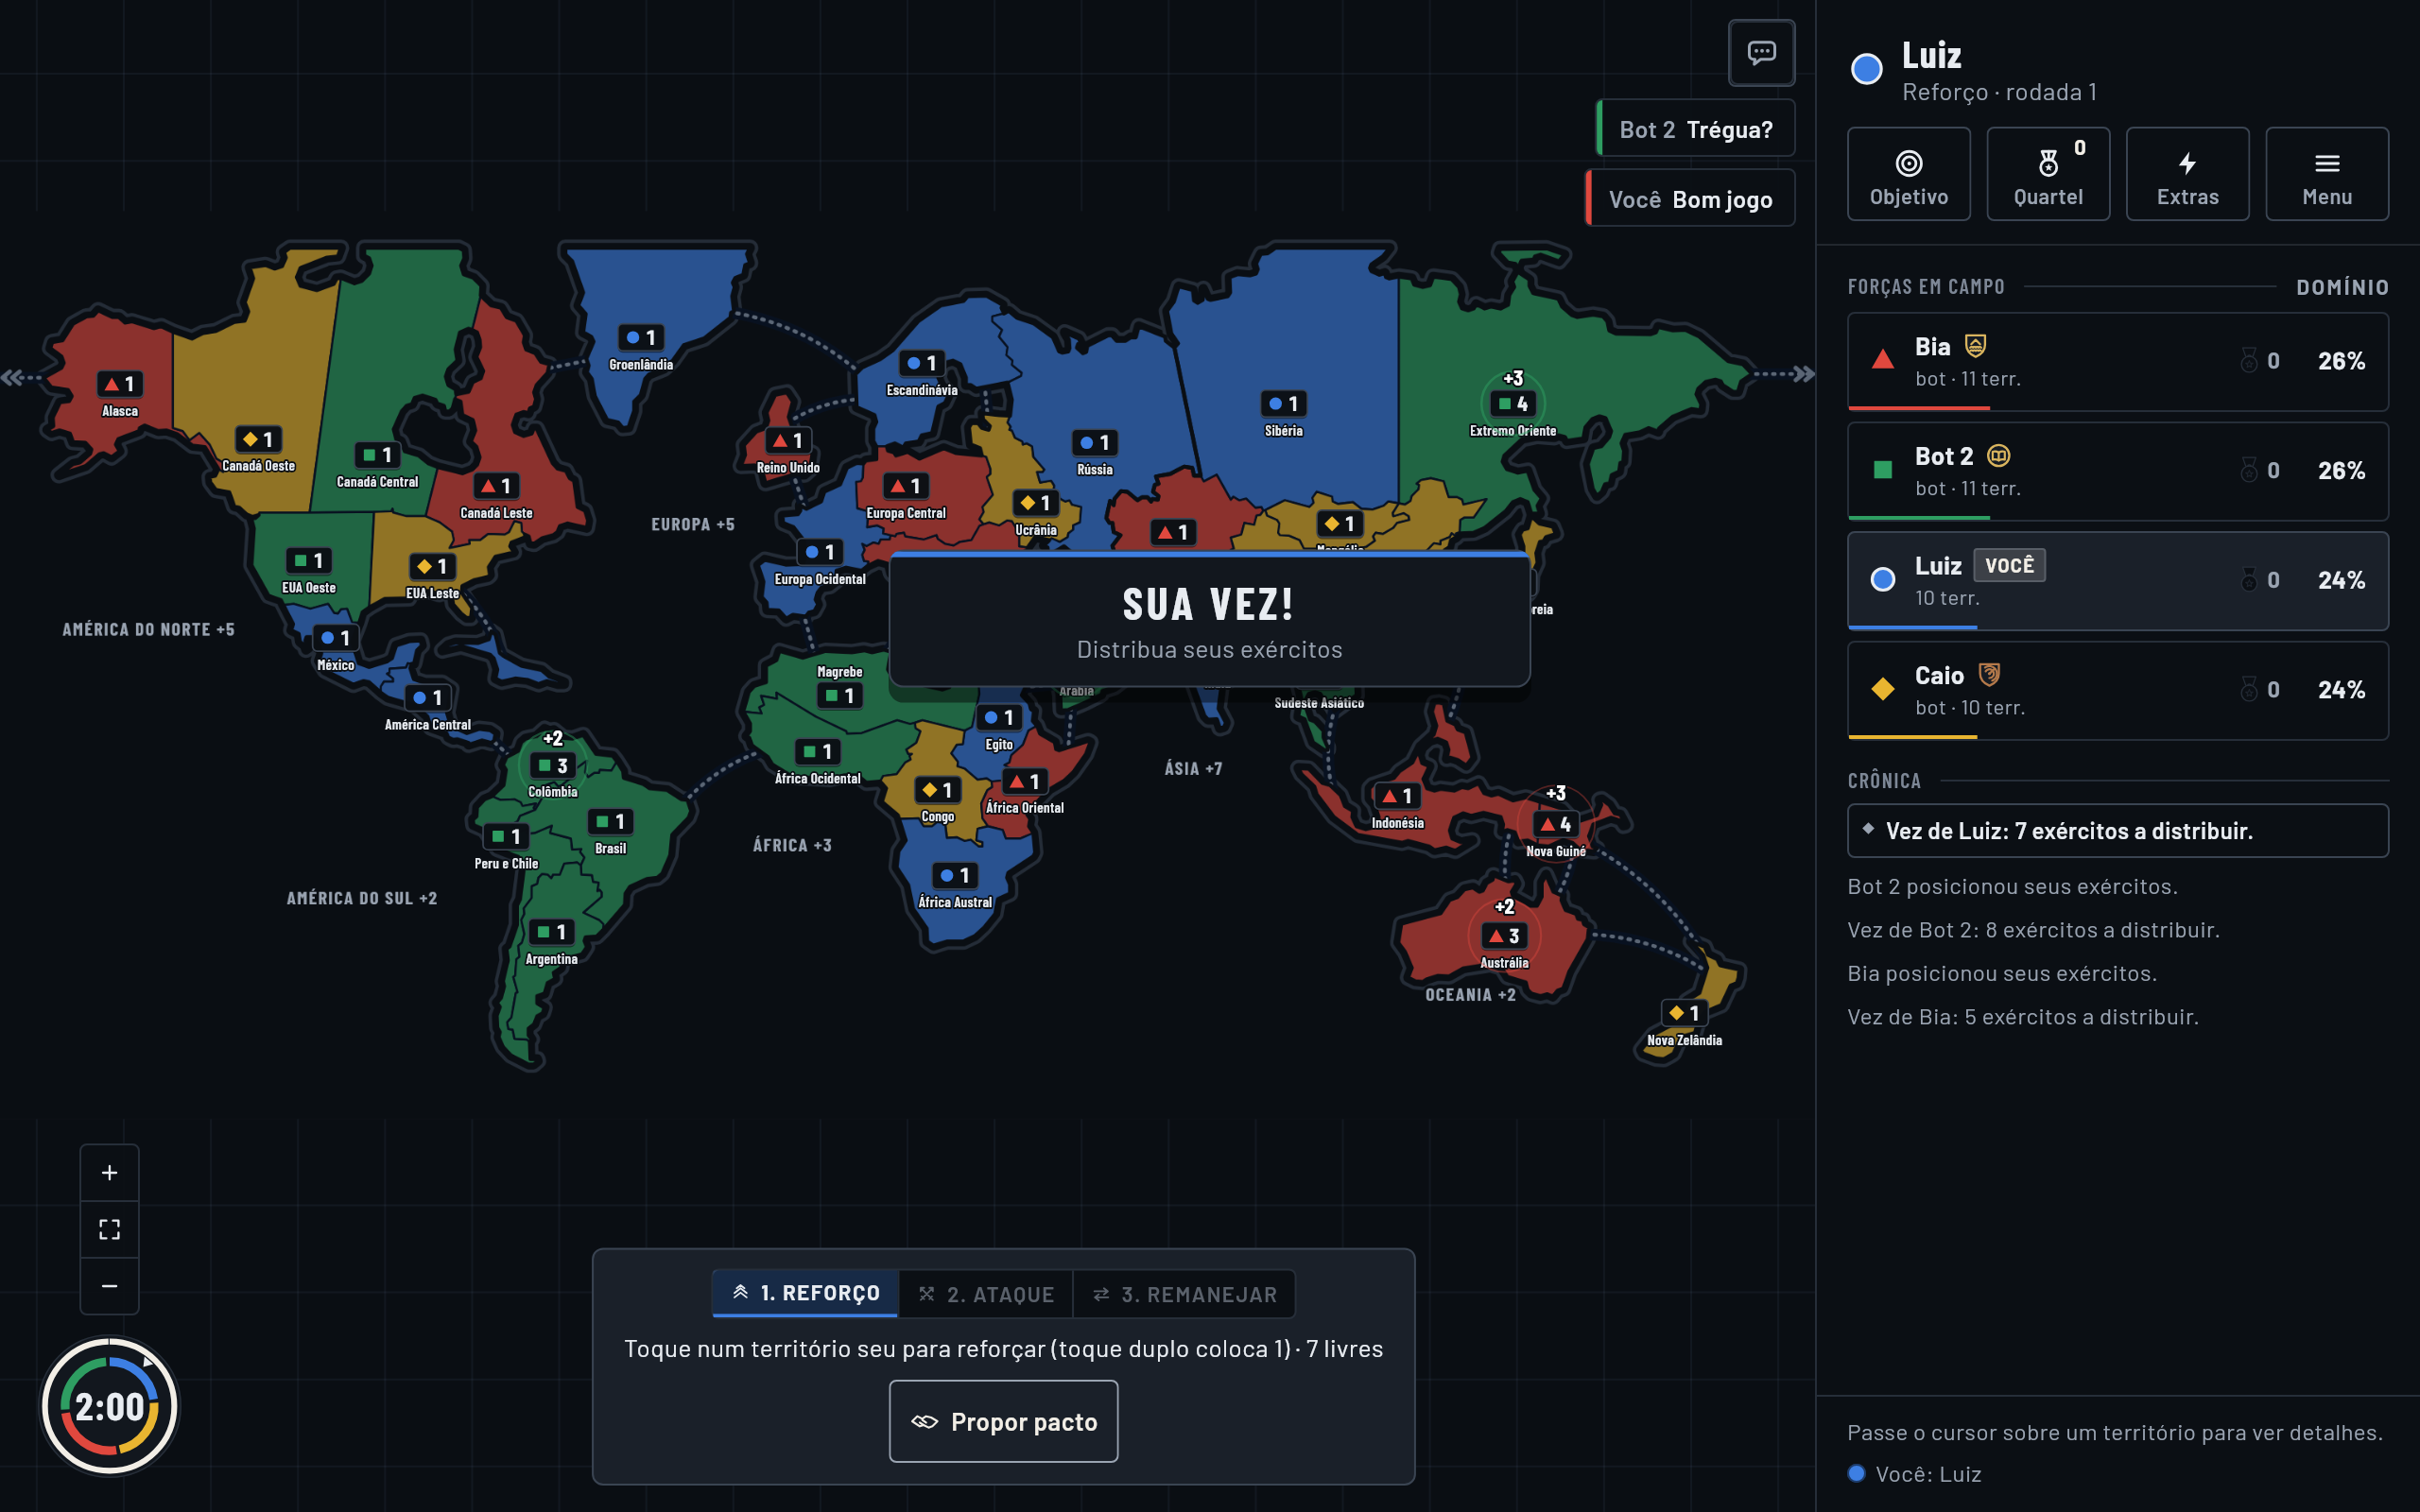 Bot 2 Trégua?
Você Bom jogo
+3
1
Groenlândia
1
Escandinávia
1
Alasca
1
Sibéria
4
Extremo Oriente
1
Canadá Oeste
1
Canadá Central
1
Reino Unido
1
Rússia
1
Canadá Leste
1
Europa Central
1
Ucrânia
EUROPA +5
1
1
1
EUA Oeste
1
EUA Leste
1
Europa Ocidental
SUA VEZ!
Distribua seus exércitos
reia
AMÉRICA DO NORTE +5
1
México
Magrebe
1
Arábia
Sudeste Asiático
1
América Central
1
Egito
+2
3
Colômbia
1
África Ocidental
ÁSIA +7
1
Congo
1
África Oriental
1
Indonésia
+3
4
Nova Guiné
1
Brasil
1
Peru e Chile
ÁFRICA +3
1
África Austral
AMÉRICA DO SUL +2
1
Argentina
+2
3
Austrália
OCEANIA +2
1
Nova Zelândia
+
−
2:00
1. REFORÇO
2. ATAQUE
3. REMANEJAR
Toque num território seu para reforçar (toque duplo coloca 1) · 7 livres
Propor pacto
Luiz
Reforço · rodada 1
Objetivo
0
Quartel
Extras
Menu
FORÇAS EM CAMPO DOMÍNIO
Bia
bot · 11 terr.
0 26%
Bot 2
bot · 11 terr.
0 26%
Luiz VOCÊ
10 terr.
0 24%
Caio
bot · 10 terr.
0 24%
CRÔNICA
Vez de Luiz: 7 exércitos a distribuir.
Bot 2 posicionou seus exércitos.
Vez de Bot 2: 8 exércitos a distribuir.
Bia posicionou seus exércitos.
Vez de Bia: 5 exércitos a distribuir.
Passe o cursor sobre um território para ver detalhes.
Você: Luiz